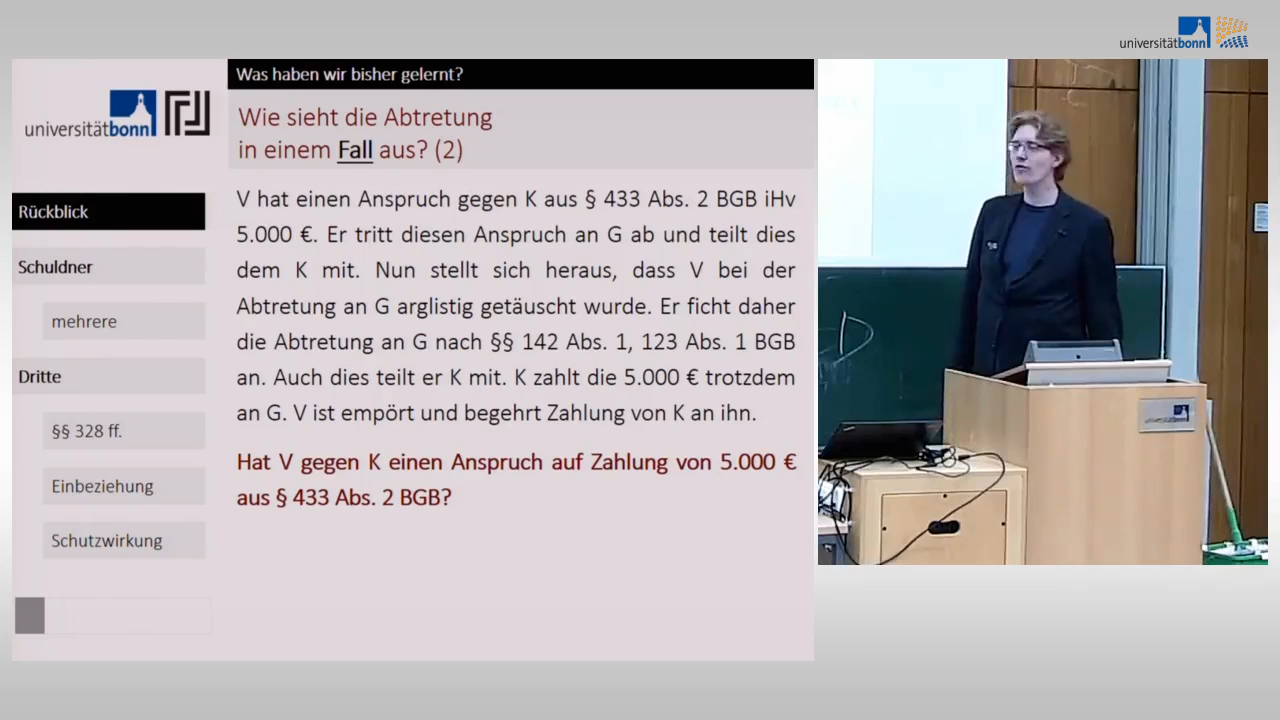 universitätbonn
Was haben wir bisher gelernt?
universitätbonn
Wie sieht die Abtretung
in einem Fall aus? (2)
Rückblick
Schuldner
mehrere
Dritte
§§ 328 ff.
Einbeziehung
Schutzwirkung
V hat einen Anspruch gegen K aus § 433 Abs. 2 BGB iHv
5.000 €. Er tritt diesen Anspruch an G ab und teilt dies
dem K mit. Nun stellt sich heraus, dass V bei der
Abtretung an G arglistig getäuscht wurde. Er ficht daher
die Abtretung an G nach §§ 142 Abs. 1, 123 Abs. 1 BGB
an. Auch dies teilt er K mit. K zahlt die 5.000 € trotzdem
an G. V ist empört und begehrt Zahlung von K an ihn.
Hat V gegen K einen Anspruch auf Zahlung von 5.000 €
aus § 433 Abs. 2 BGB?
D